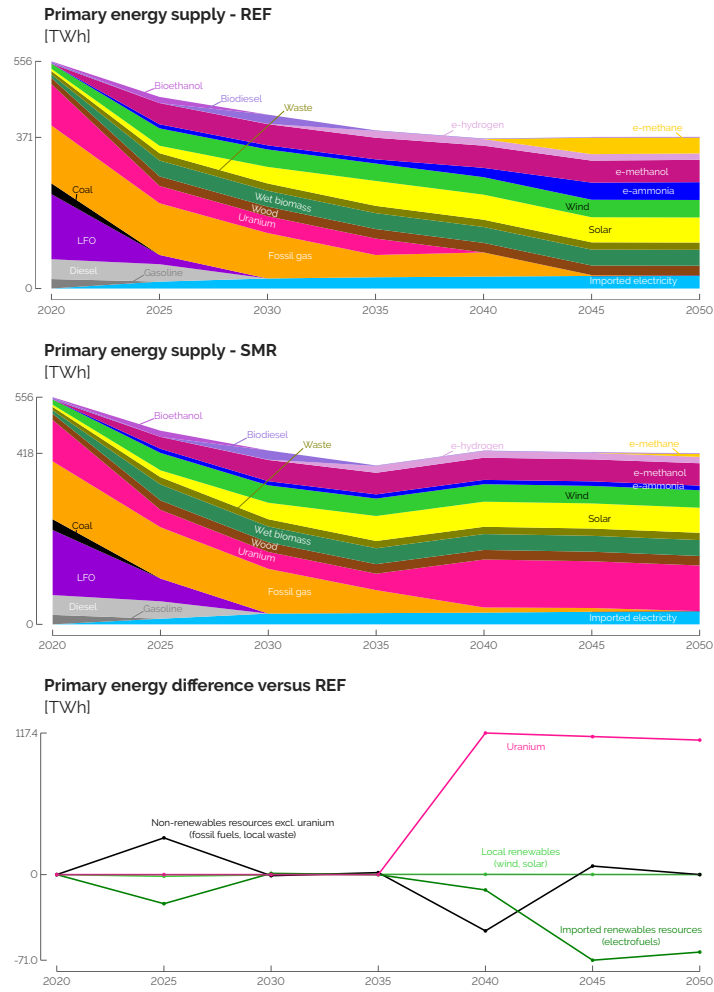 Primary energy supply - REF
[TWh]
556
371
0
Bioethanol
Biodiesel
Waste
e-hydrogen
e-methane
e-methanol
e-ammonia
Coal
Wind
Wet biomass
Wood
Uranium
Solar
LFO
Fossil gas
Diesel
Gasoline
Imported electricity
2020 2025 2030 2035 2040 2045 2050
Primary energy supply - SMR
[TWh]
556
418
0
Bioethanol
Biodiesel
Waste
e-hydrogen
e-methane
e-methanol
e-ammonia
Wind
Coal
Solar
Wet biomass
Wood
Uranium
LFO
Fossil gas
Diesel
Gasoline
Imported electricity
2020 2025 2030 2035 2040 2045 2050
Primary energy difference versus REF
[TWh]
117.4
0
-71.0
Uranium
Non-renewables resources excl. uranium
(fossil fuels, local waste)
Local renewables
(wind, solar)
Imported renewables resources
(electrofuels)
2020 2025 2030 2035 2040 2045 2050